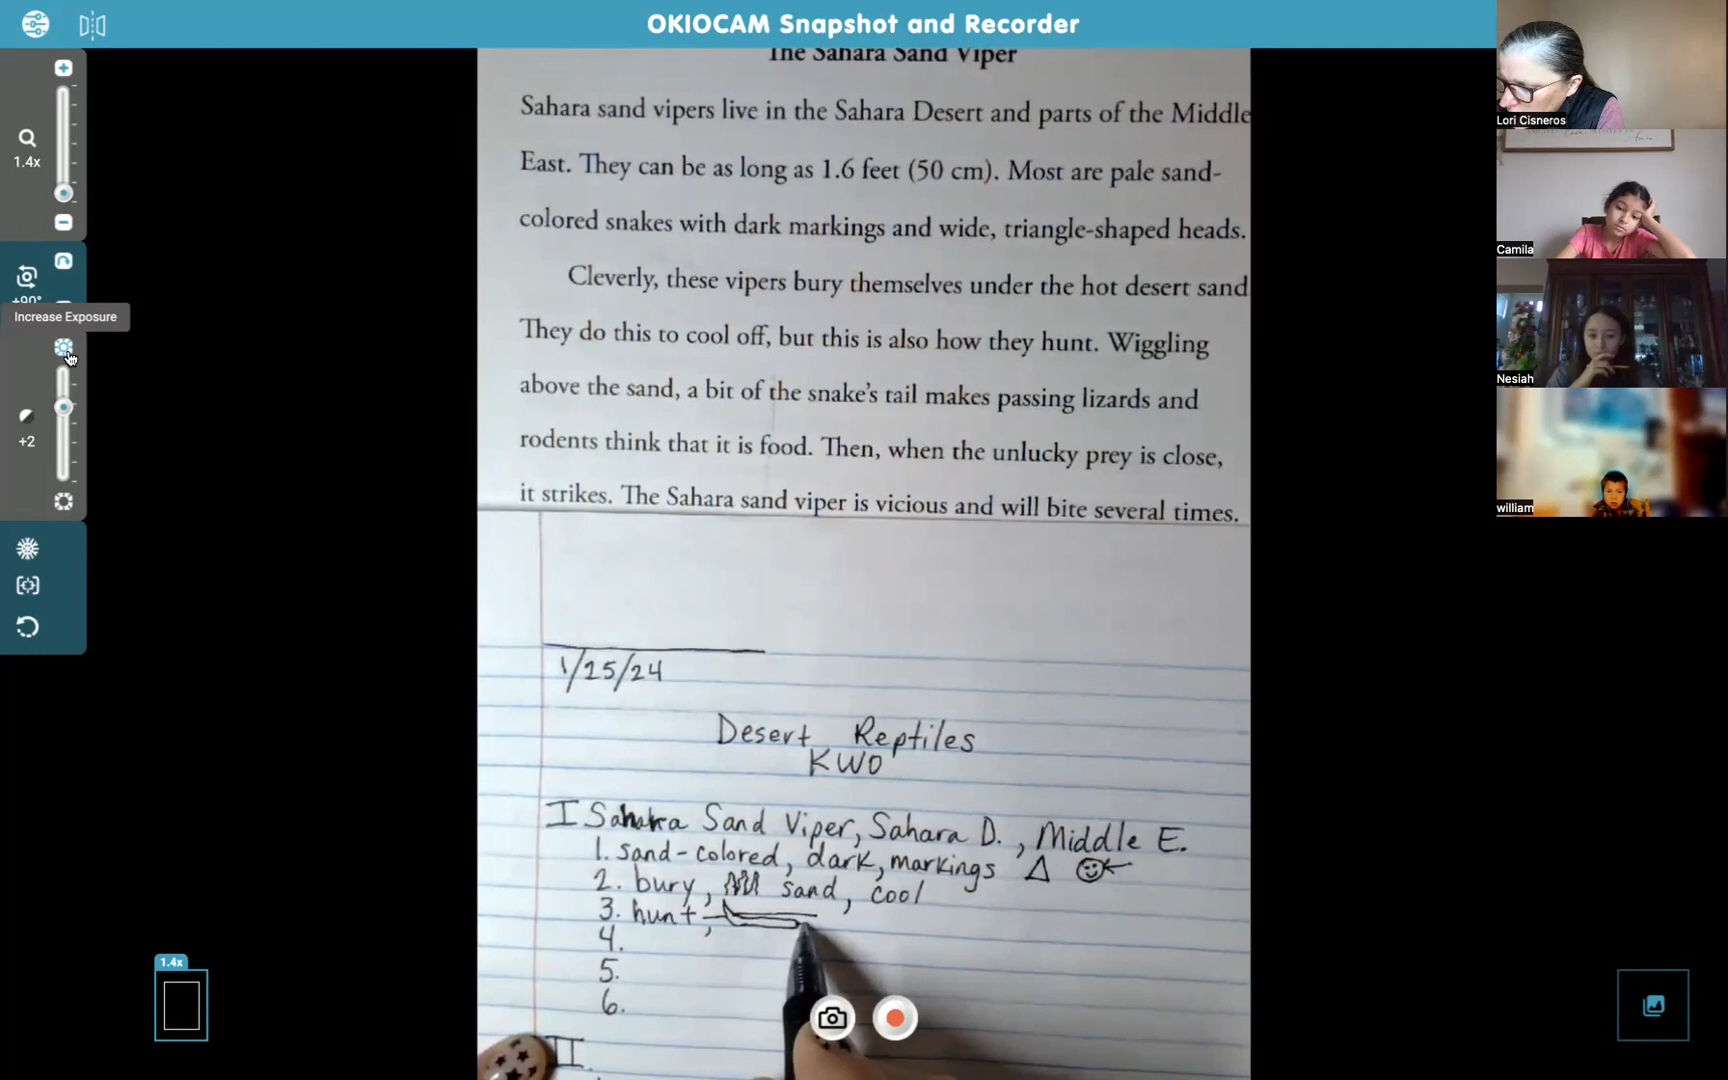 OKIOCAM Snapshot and Recorder
1.4x
+90°
Increase Exposure
+2
The Sahara Sand Viper
Sahara sand vipers live in the Sahara Desert and parts of the Middle
East. They can be as long as 1.6 feet (50 cm). Most are pale sand-
colored snakes with dark markings and wide, triangle-shaped heads.
Cleverly, these vipers bury themselves under the hot desert sand
They do this to cool off, but this is also how they hunt. Wiggling
above the sand, a bit of the snake's tail makes passing lizards and
rodents think that it is food. Then, when the unlucky prey is close,
it strikes. The Sahara sand viper is vicious and will bite several times.
1/25/24
Desert Reptiles
KWO
I Sahara Sand Viper, Sahara D., Middle E.
1. sand-colored, dark, markings
2. bury, sand, cool
3. hunt,
4.
5.
6.
II.
1.4x
Lori Cisneros
Camila
Nesiah
william